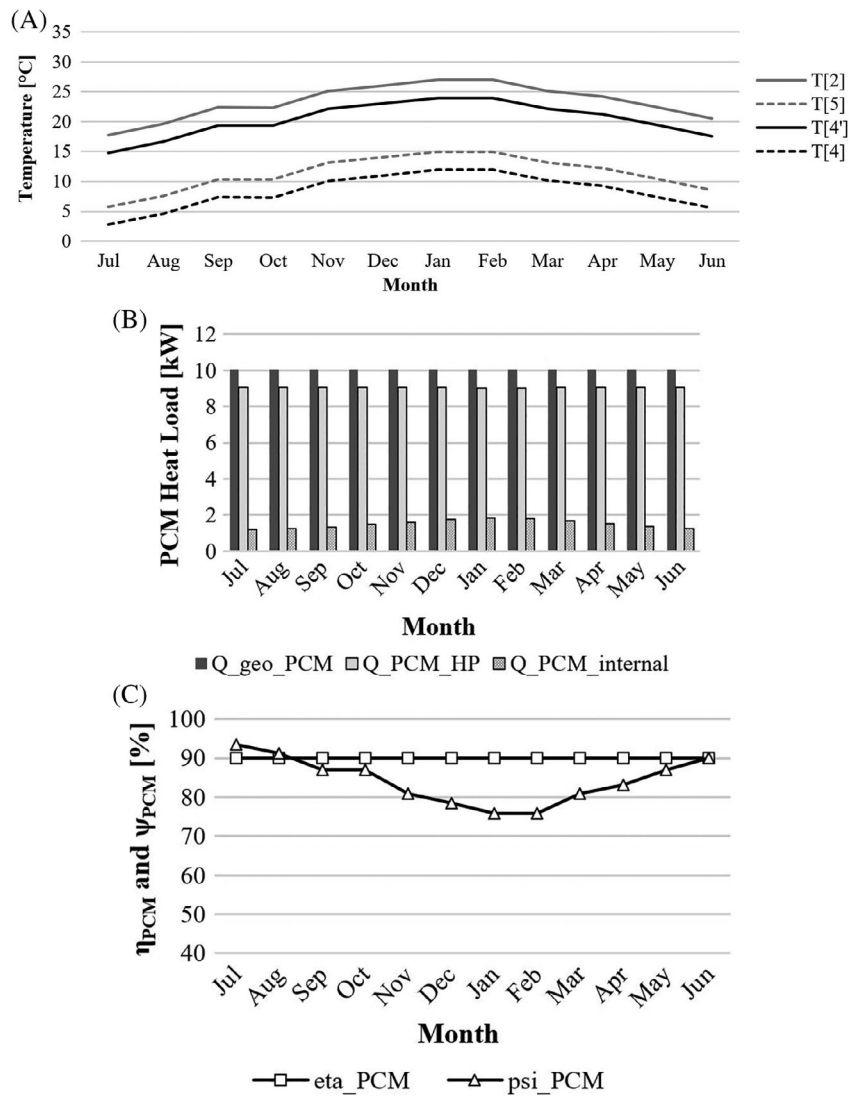 (A)
Temperature [°C]
35
30
25
20
15
10
5
0
Jul Aug Sep Oct Nov Dec Jan Feb Mar Apr May Jun
Month
T[2]
T[5]
T[4']
T[4]
(B)
PCM Heat Load [kW]
12
10
8
6
4
2
0
Jul Aug Sep Oct Nov Dec Jan Feb Mar Apr May Jun
Month
Q_geo_PCM Q_PCM_HP Q_PCM_internal
(C)
ηPCM and ψPCM [%]
100
90
80
70
60
50
40
Jul Aug Sep Oct Nov Dec Jan Feb Mar Apr May Jun
Month
eta_PCM psi_PCM